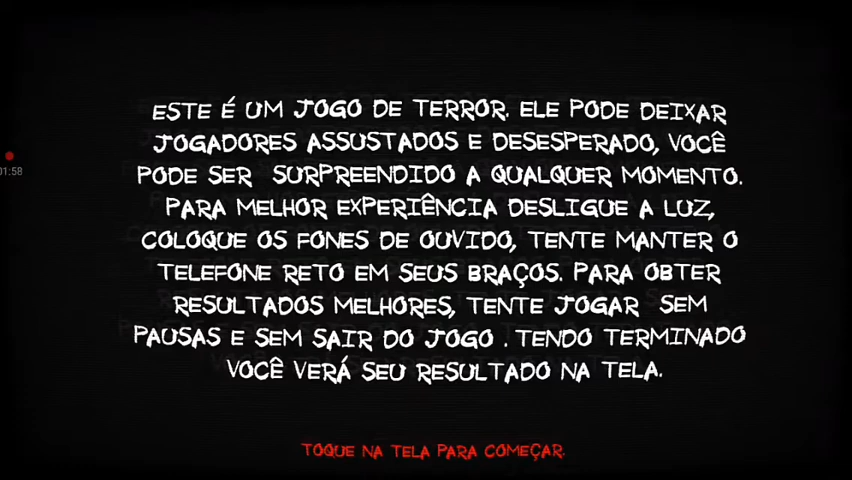 ESTE É UM JOGO DE TERROR. ELE PODE DEIXAR
JOGADORES ASSUSTADOS E DESESPERADO, VOCÊ
PODE SER SURPREENDIDO A QUALQUER MOMENTO.
PARA MELHOR EXPERIÊNCIA DESLIGUE A LUZ,
COLOQUE OS FONES DE OUVIDO, TENTE MANTER O
TELEFONE RETO EM SEUS BRAÇOS. PARA OBTER
RESULTADOS MELHORES, TENTE JOGAR SEM
PAUSAS E SEM SAIR DO JOGO . TENDO TERMINADO
VOCÊ VERÁ SEU RESULTADO NA TELA.
01:58
TOQUE NA TELA PARA COMEÇAR.